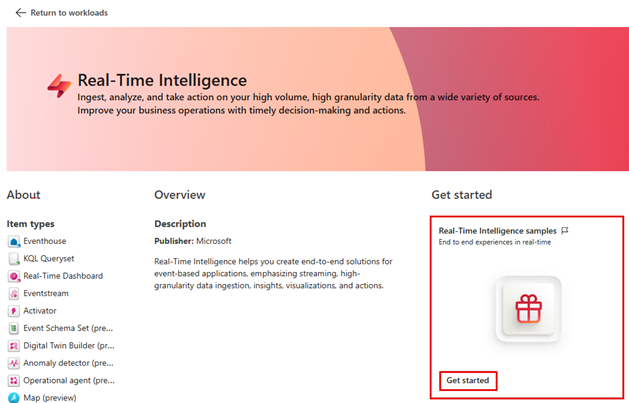 Return to workloads
Real-Time Intelligence
Ingest, analyze, and take action on your high volume, high granularity data from a wide variety of sources.
Improve your business operations with timely decision-making and actions.
About
Item types
Eventhouse
KQL Queryset
Real-Time Dashboard
Eventstream
Activator
Event Schema Set (pre...
Digital Twin Builder (pr...
Anomaly detector (pre...
Operational agent (pre...
Map (preview)
Overview
Description
Publisher: Microsoft
Real-Time Intelligence helps you create end-to-end solutions for
event-based applications, emphasizing streaming, high-
granularity data ingestion, insights, visualizations, and actions.
Get started
Real-Time Intelligence samples
End to end experiences in real-time
Get started